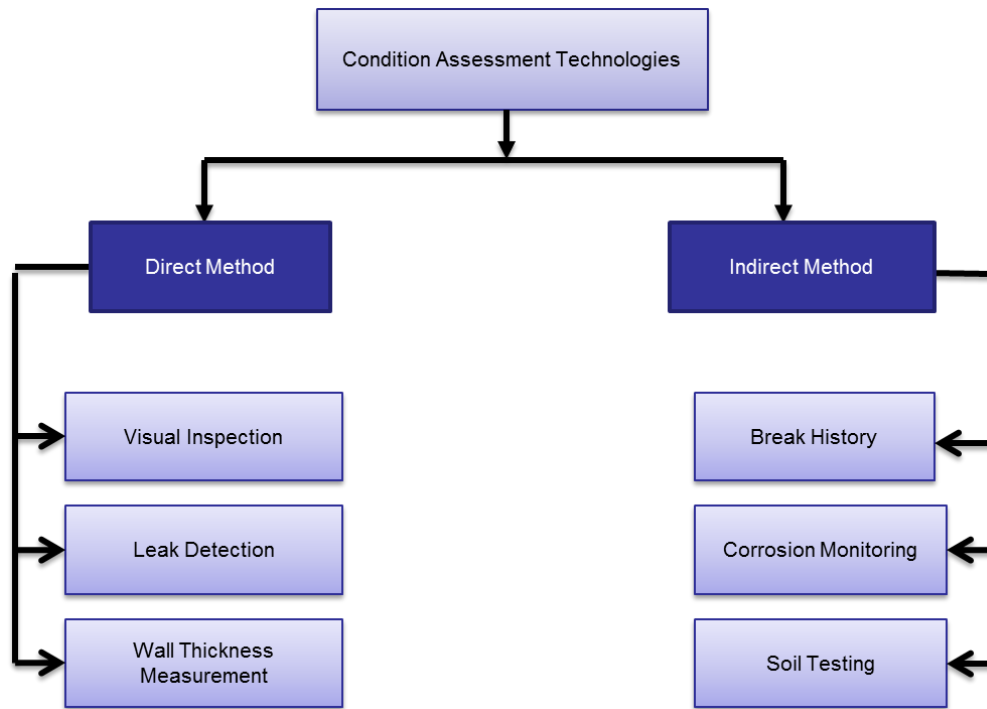 Condition Assessment Technologies
Direct Method
Indirect Method
Visual Inspection
Break History
Leak Detection
Corrosion Monitoring
Wall Thickness
Measurement
Soil Testing